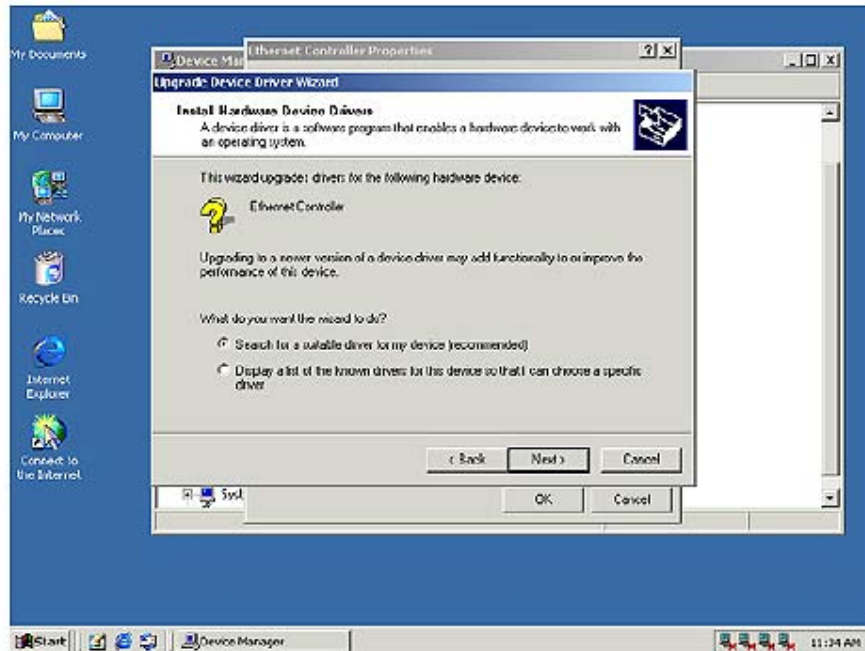 My Documents
My Computer
My Network
Places
Recycle Bin
Internet
Explorer
Connect to
the Internet
Device Man
Ethernet Controller Properties
Upgrade Device Driver Wizard
Install Hardware Device Drivers
A device driver is a software program that enables a hardware device to work with
an operating system.
This wizard upgrades drivers for the following hardware device:
Ethernet Controller
Upgrading to a newer version of a device driver may add functionality to or improve the
performance of this device.
What do you want the wizard to do?
Search for a suitable driver for my device (recommended)
Display a list of the known drivers for this device so that I can choose a specific
driver
< Back
Next >
Cancel
Syst
OK
Cancel
Start
Device Manager
11:34 AM